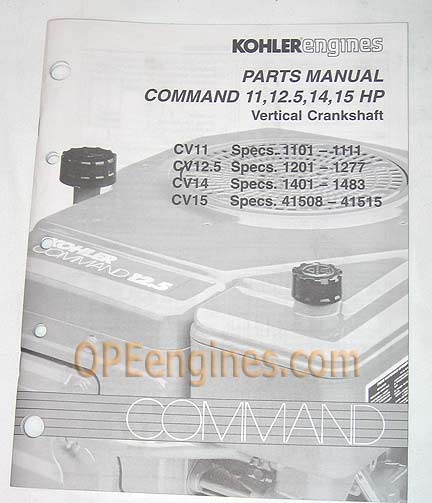 KOHLERengines
PARTS MANUAL
COMMAND 11,12.5,14,15 HP
Vertical Crankshaft
CV11 Specs. 1101 – 1111
CV12.5 Specs. 1201 – 1277
CV14 Specs. 1401 – 1483
CV15 Specs. 41508 – 41515
KOHLER
COMMAND 12.5
OPEengines.com
COMMAND